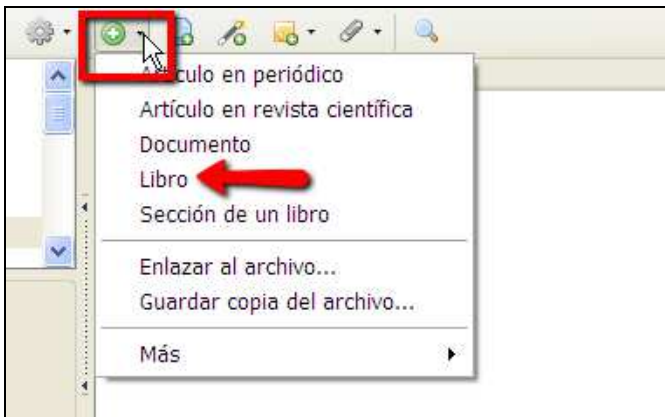 culo en periódico
Artículo en revista científica
Documento
Libro
Sección de un libro
Enlazar al archivo...
Guardar copia del archivo...
Más